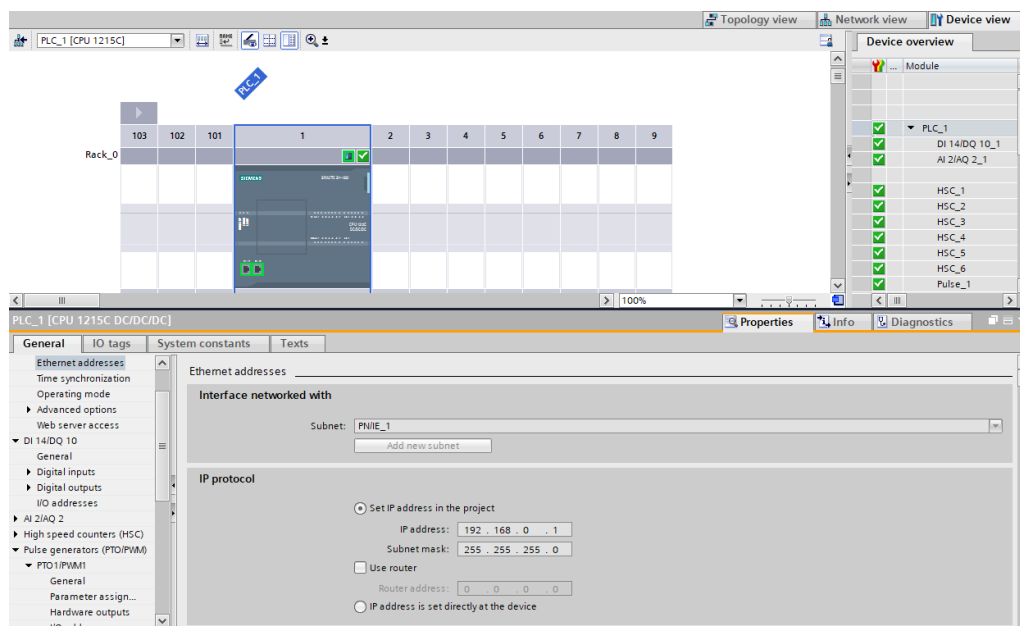 Topology view Network view Device view
PLC_1 [CPU 1215C]
Device overview
... Module
PLC_1
103 102 101 1 2 3 4 5 6 7 8 9
Rack_0
SIEMENS
PLC_1
DI 14/DQ 10_1
AI 2/AQ 2_1
HSC_1
HSC_2
HSC_3
HSC_4
HSC_5
HSC_6
Pulse_1
100%
PLC_1 [CPU 1215C DC/DC/DC]
Properties Info Diagnostics
General IO tags System constants Texts
Ethernet addresses
Time synchronization
Operating mode
Advanced options
Web server access
DI 14/DQ 10
General
Digital inputs
Digital outputs
I/O addresses
AI 2/AQ 2
High speed counters (HSC)
Pulse generators (PTO/PWM)
PTO1/PWM1
General
Parameter assign...
Hardware outputs
Ethernet addresses
Interface networked with
Subnet: PN/IE_1
Add new subnet
IP protocol
Set IP address in the project
IP address: 192 . 168 . 0 . 1
Subnet mask: 255 . 255 . 255 . 0
Use router
Router address: 0 . 0 . 0 . 0
IP address is set directly at the device